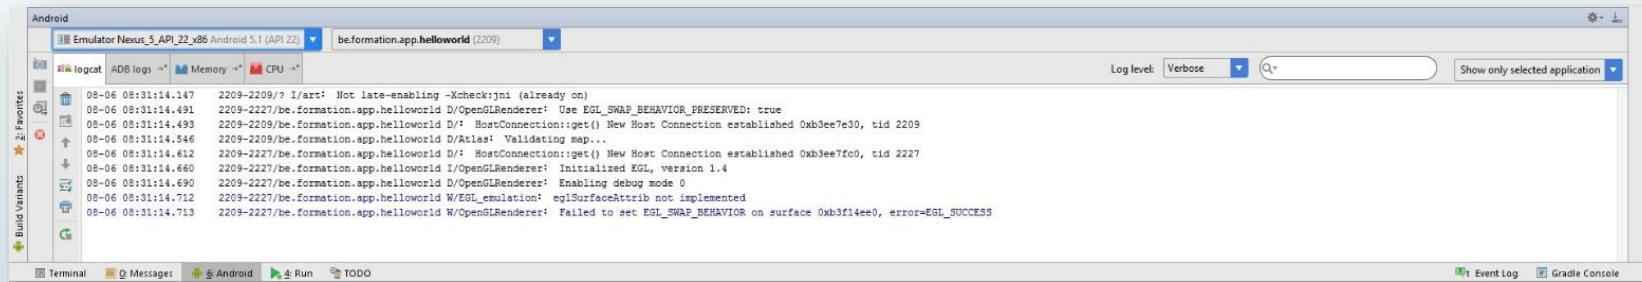 Android
Emulator Nexus_5_API_22_x86 Android 5.1 (API 22) be.formation.app.helloworld (2209)
logcat ADB logs Memory CPU Log level: Verbose Show only selected application
2: Favorites
Build Variants
08-06 08:31:14.147 2209-2209/? I/art: Not late-enabling -Xcheck:jni (already on)
08-06 08:31:14.491 2209-2227/be.formation.app.helloworld D/OpenGLRenderer: Use EGL_SWAP_BEHAVIOR_PRESERVED: true
08-06 08:31:14.493 2209-2209/be.formation.app.helloworld D/: HostConnection::get() New Host Connection established 0xb3ee7e30, tid 2209
08-06 08:31:14.546 2209-2209/be.formation.app.helloworld D/Atlas: Validating map...
08-06 08:31:14.612 2209-2227/be.formation.app.helloworld D/: HostConnection::get() New Host Connection established 0xb3ee7fc0, tid 2227
08-06 08:31:14.660 2209-2227/be.formation.app.helloworld I/OpenGLRenderer: Initialized EGL, version 1.4
08-06 08:31:14.690 2209-2227/be.formation.app.helloworld D/OpenGLRenderer: Enabling debug mode 0
08-06 08:31:14.712 2209-2227/be.formation.app.helloworld W/EGL_emulation: eglSurfaceAttrib not implemented
08-06 08:31:14.713 2209-2227/be.formation.app.helloworld W/OpenGLRenderer: Failed to set EGL_SWAP_BEHAVIOR on surface 0xb3f14ee0, error=EGL_SUCCESS
Terminal 0: Messages 6: Android 4: Run TODO 1 Event Log Gradle Console